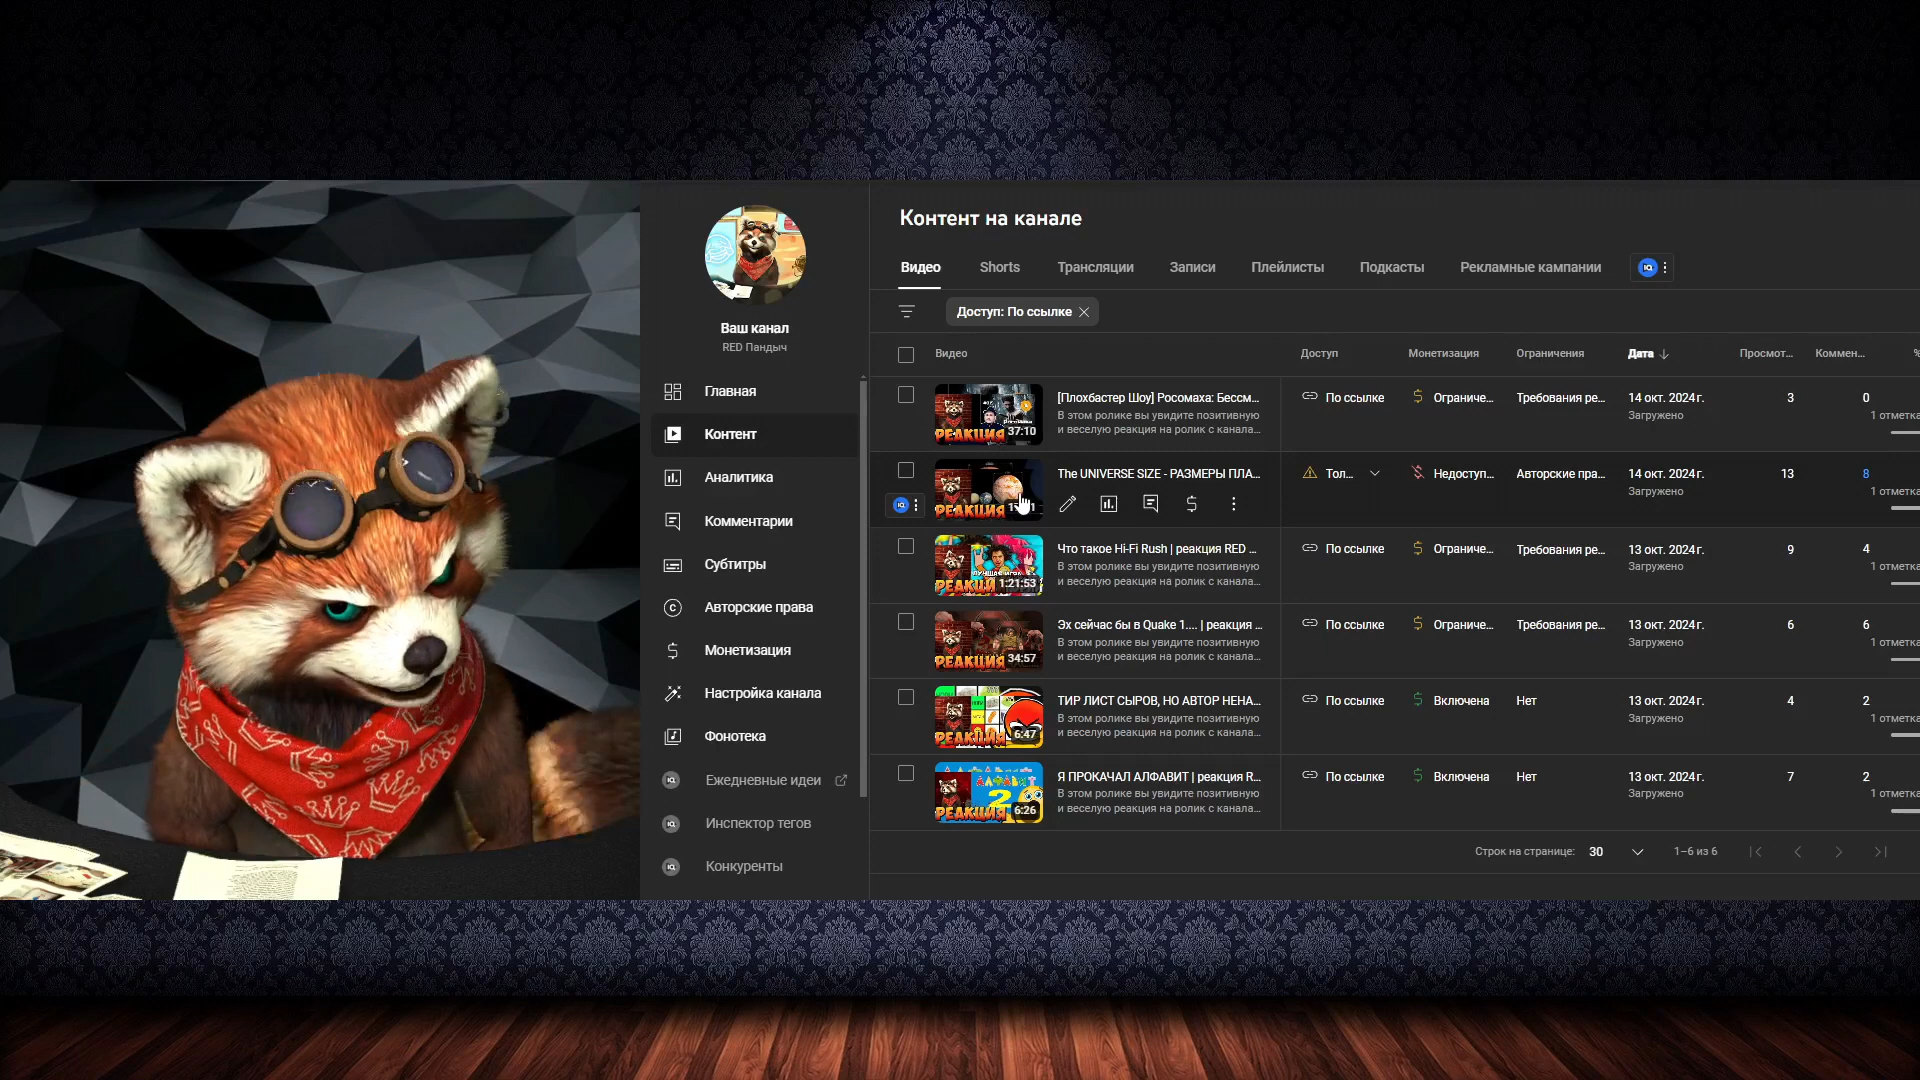 Контент на канале
Видео
Shorts
Трансляции
Записи
Плейлисты
Подкасты
Рекламные кампании
Доступ: По ссылке
Ваш канал
RED Пандыч
Главная
Контент
Аналитика
Комментарии
Субтитры
Авторские права
Монетизация
Настройка канала
Фонотека
Ежедневные идеи
Инспектор тегов
Конкуренты
Видео
Доступ
Монетизация
Ограничения
Дата
Просмот...
Коммен...
%
РЕАКЦИЯ
37:10
[Плохбастер Шоу] Росомаха: Бессм...
В этом ролике вы увидите позитивную
и веселую реакция на ролик с канала...
По ссылке
Ограниче...
Требования ре...
14 окт. 2024 г.
Загружено
3
0
1 отметка
РЕАКЦИЯ
The UNIVERSE SIZE - РАЗМЕРЫ ПЛА...
Тол...
Недоступ...
Авторские пра...
14 окт. 2024 г.
Загружено
13
8
1 отметка
РЕАКЦИ
1:21:53
Что такое Hi-Fi Rush | реакция RED ...
В этом ролике вы увидите позитивную
и веселую реакция на ролик с канала...
По ссылке
Ограниче...
Требования ре...
13 окт. 2024 г.
Загружено
9
4
1 отметка
РЕАКЦИЯ
34:57
Эх сейчас бы в Quake 1.... | реакция ...
В этом ролике вы увидите позитивную
и веселую реакция на ролик с канала...
По ссылке
Ограниче...
Требования ре...
13 окт. 2024 г.
Загружено
6
6
1 отметка
РЕАКЦИЯ
6:47
ТИР ЛИСТ СЫРОВ, НО АВТОР НЕНА...
В этом ролике вы увидите позитивную
и веселую реакция на ролик с канала...
По ссылке
Включена
Нет
13 окт. 2024 г.
Загружено
4
2
1 отметка
2
РЕАКЦИЯ
6:26
Я ПРОКАЧАЛ АЛФАВИТ | реакция R...
В этом ролике вы увидите позитивную
и веселую реакция на ролик с канала...
По ссылке
Включена
Нет
13 окт. 2024 г.
Загружено
7
2
1 отметка
Строк на странице:
30
1–6 из 6